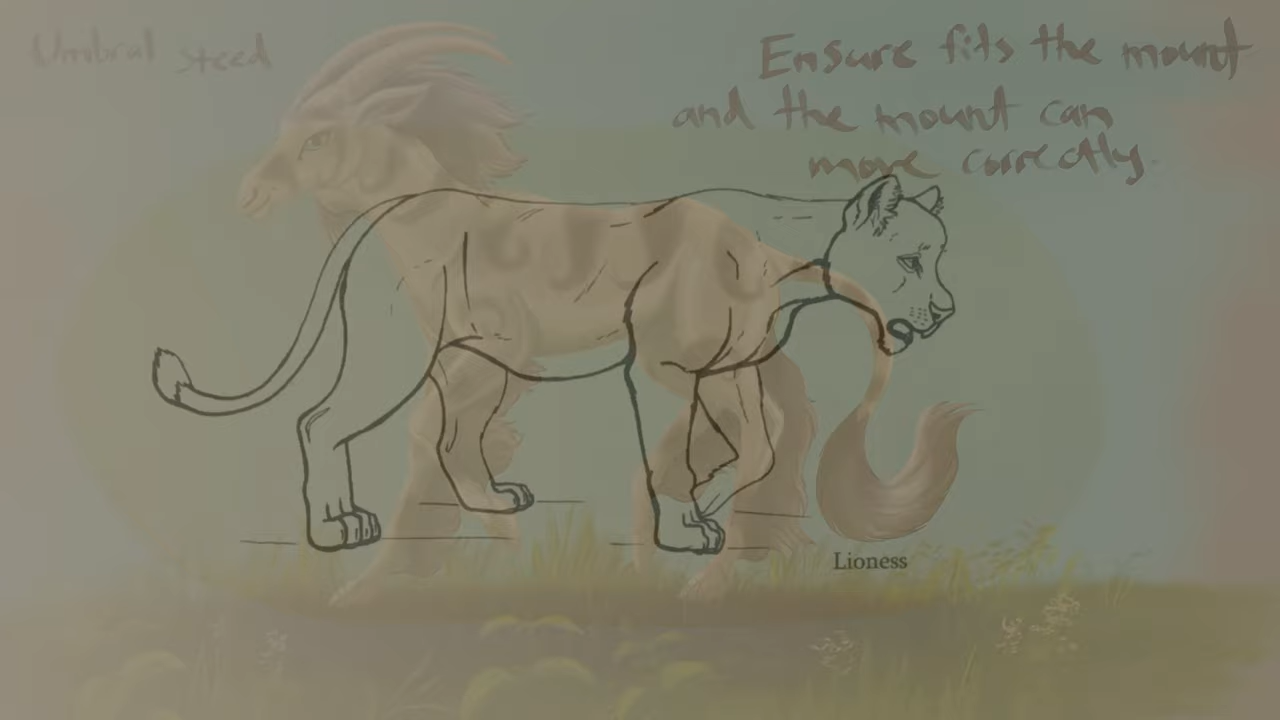 Umbral steed
Ensure fits the mount
and the mount can
move correctly.
Lioness